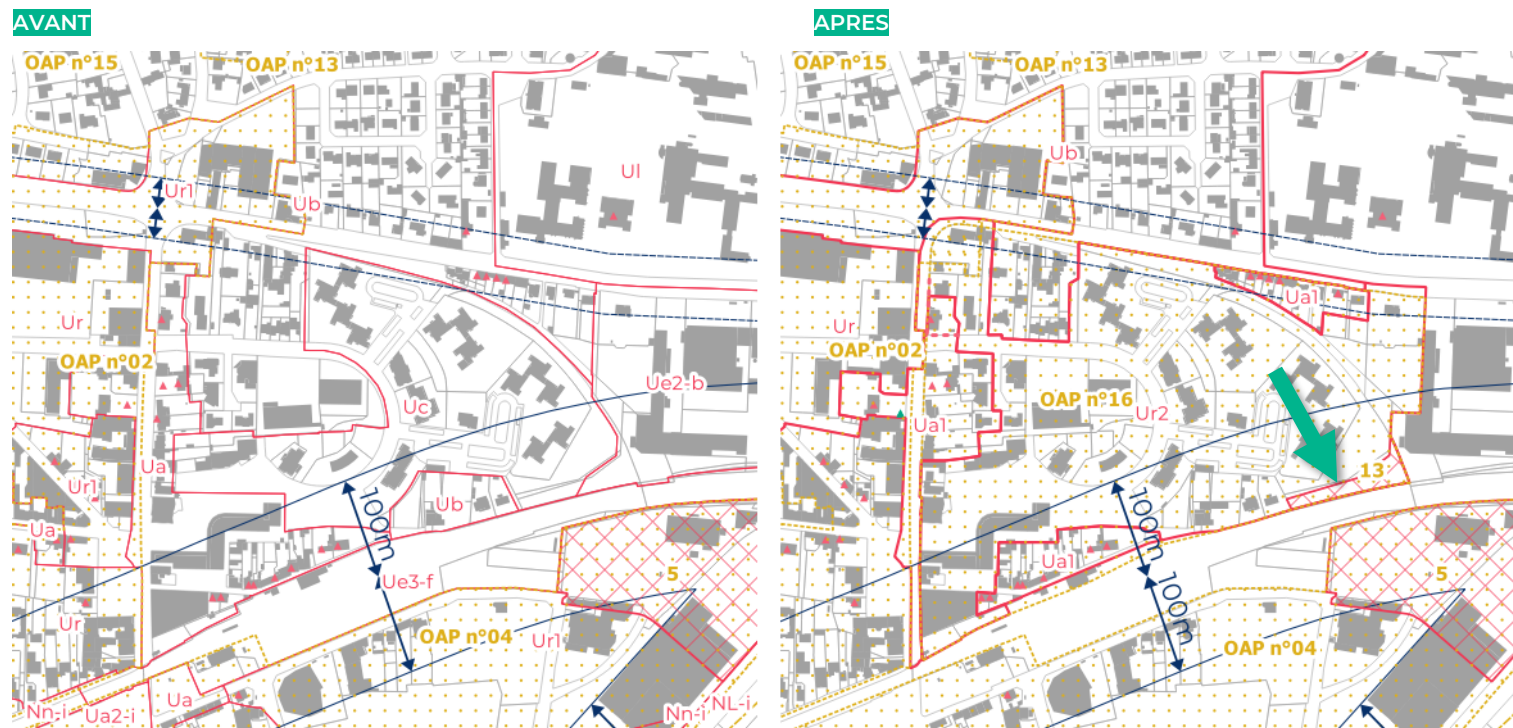 AVANT
OAP n°15
OAP n°13
Ur1
Ub
Ul
Ur
OAP n°02
Uc
Ue2-b
Ua
Ur1
Ub
Ua
100m
Ue3-f
5
Ur
OAP n°04
Ur1
Nn-i
Ua2-i
Ua
Nn-i
NL-i
APRES
OAP n°15
OAP n°13
Ub
Ul
Ua1
Ur
OAP n°02
OAP n°16
Ur2
Ua1
13
100m
Ua1
100m
5
OAP n°04